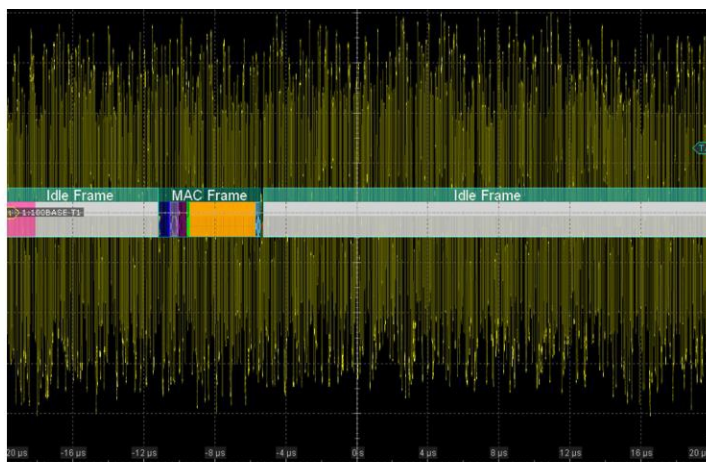 Idle Frame MAC Frame Idle Frame
1:100BASE-T1
20 µs -16 µs -12 µs -8 µs -4 µs 0 s 4 µs 8 µs 12 µs 16 µs 20 µ